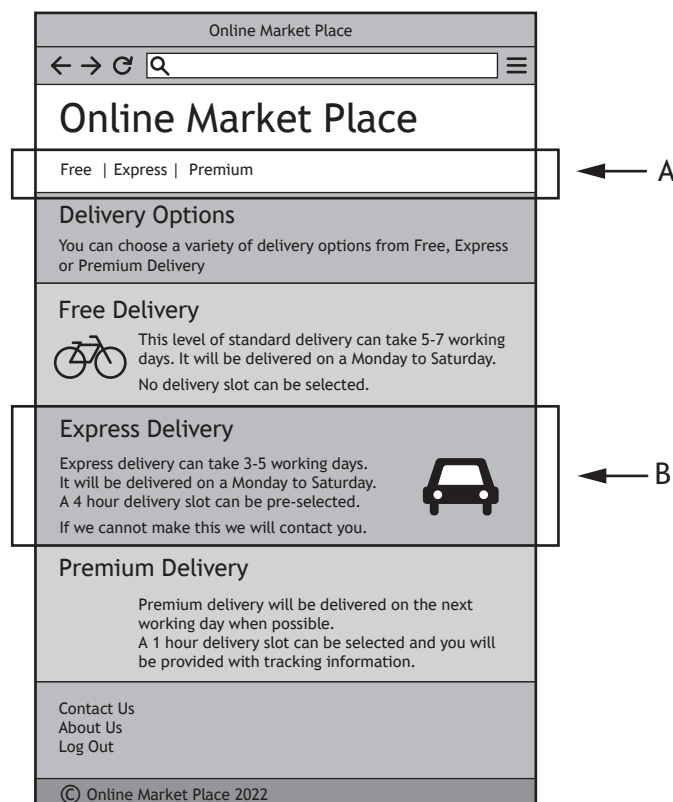 Online Market Place
Online Market Place
Free | Express | Premium
A
Delivery Options
You can choose a variety of delivery options from Free, Express
or Premium Delivery
Free Delivery
This level of standard delivery can take 5-7 working
days. It will be delivered on a Monday to Saturday.
No delivery slot can be selected.
Express Delivery
Express delivery can take 3-5 working days.
It will be delivered on a Monday to Saturday.
A 4 hour delivery slot can be pre-selected.
If we cannot make this we will contact you.
B
Premium Delivery
Premium delivery will be delivered on the next
working day when possible.
A 1 hour delivery slot can be selected and you will
be provided with tracking information.
Contact Us
About Us
Log Out
© Online Market Place 2022